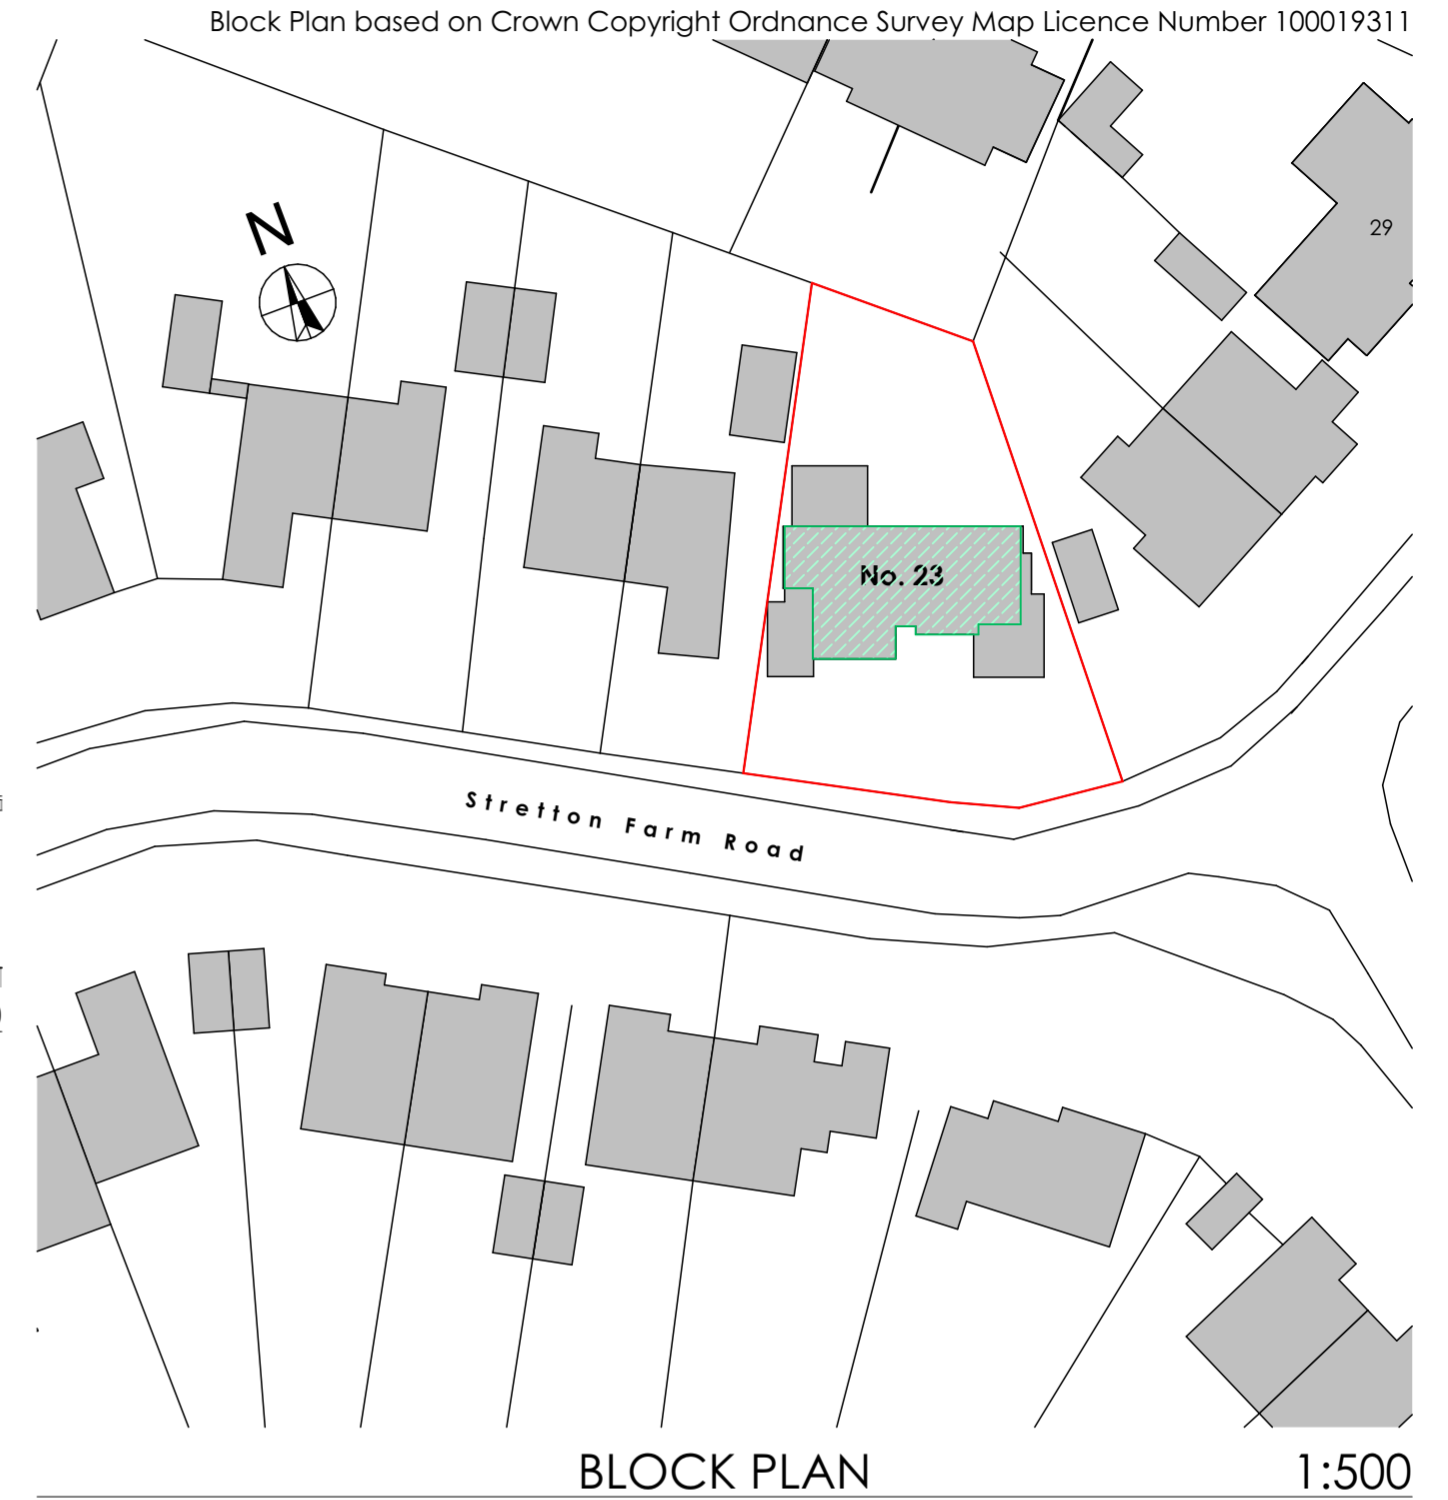 Block Plan based on Crown Copyright Ordnance Survey Map Licence Number 100019311
N
29
No. 23
Stretton Farm Road
BLOCK PLAN 1:500